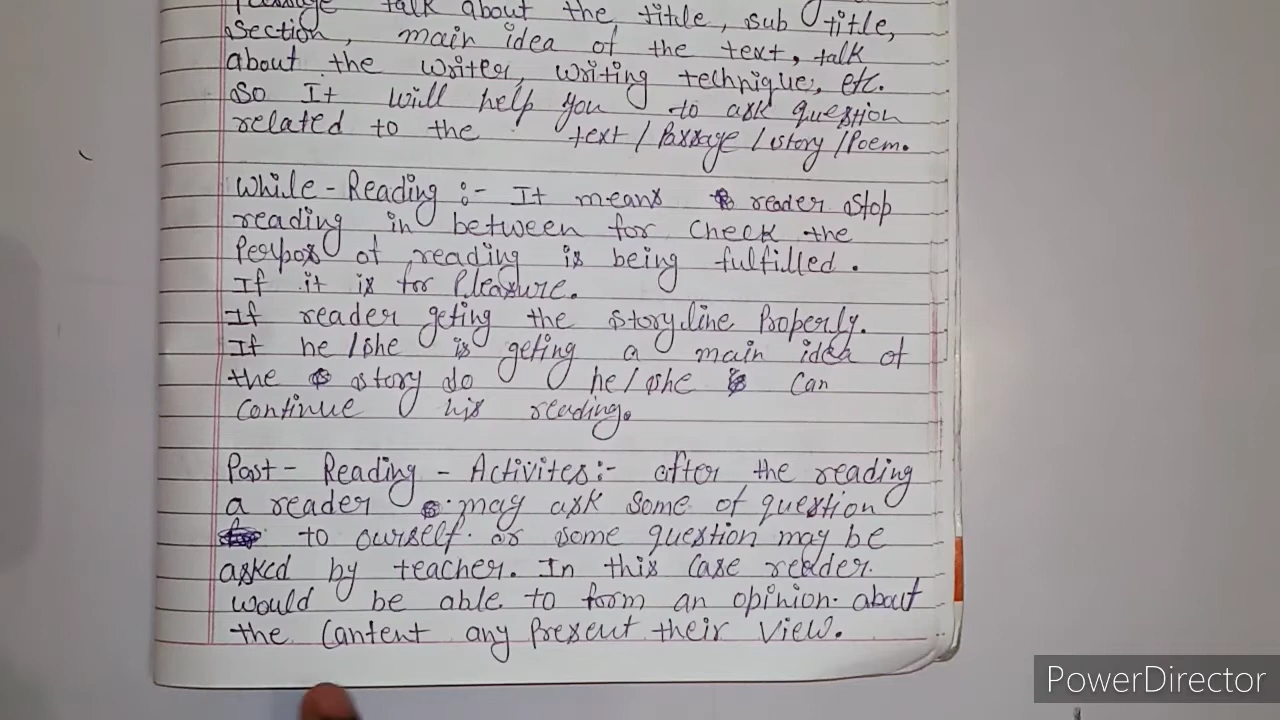 Passage talk about the title, sub title,
Section, main idea of the text, talk
about the writer, writing technique, etc.
So It will help you to ask question
related to the text / Passage / story / Poem.
While - Reading :- It means reader stop
reading in between for check the
Perpos of reading is being fulfilled.
If it is for Pleasure.
If reader geting the story line Properly.
If he / she is geting a main idea of
the story do he / she can
Continue his reading.
Post - Reading - Activites :- after the reading
a reader may ask some of question
to ourself. or some question may be
asked by teacher. In this Case reader.
would be able to form an opinion. about
the Content any Present their View.
PowerDirector